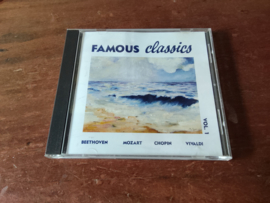 FAMOUS classics
VOL. 1
BEETHOVEN MOZART CHOPIN VIVALDI